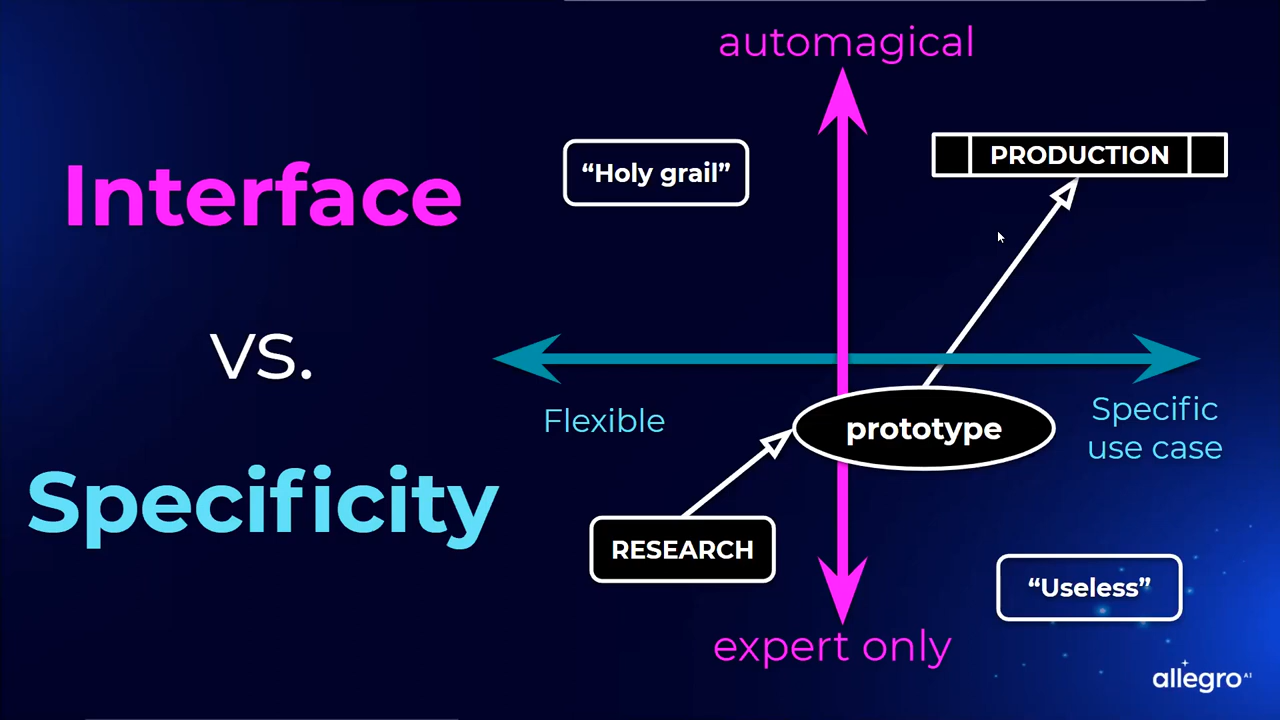 Interface
vs.
Specificity
automagical
“Holy grail”
PRODUCTION
Flexible
Specific
use case
prototype
RESEARCH
“Useless”
expert only
allegro AI